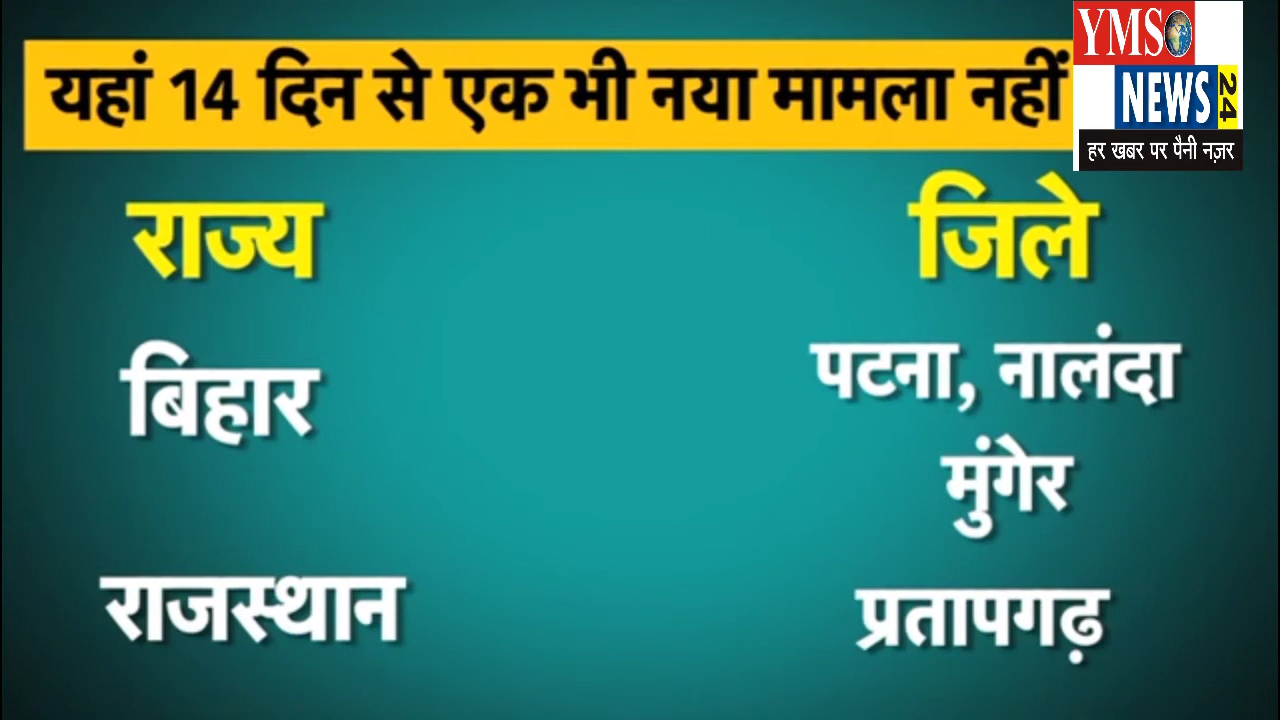 यहां 14 दिन से एक भी नया मामला नहीं
YMS
NEWS 24
हर खबर पर पैनी नज़र
राज्य जिले
बिहार पटना, नालंदा
मुंगेर
राजस्थान प्रतापगढ़